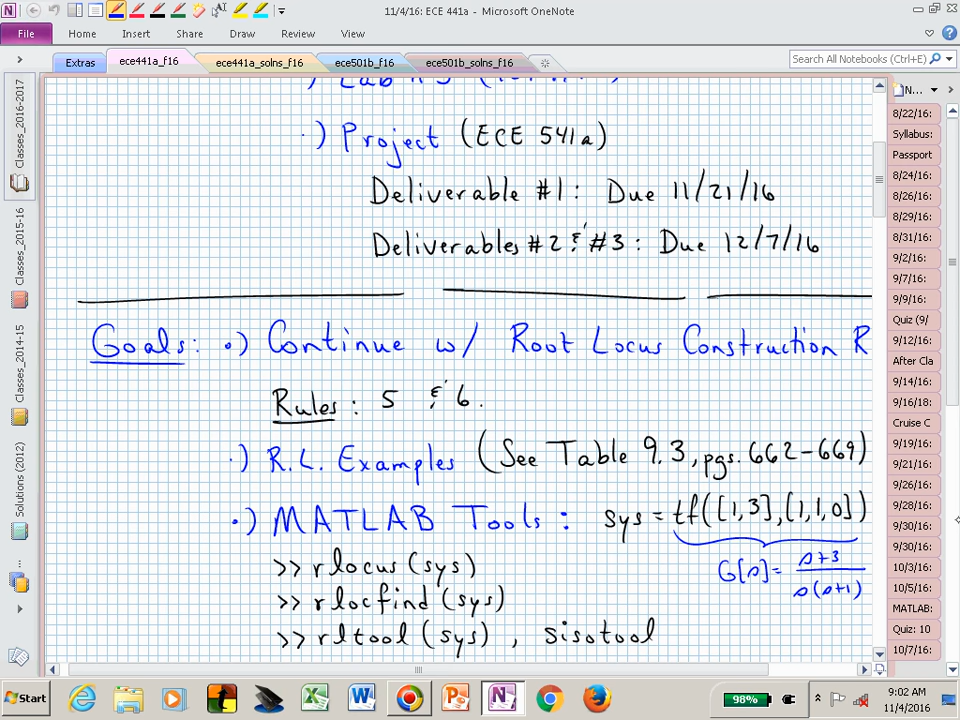 11/4/16: ECE 441a - Microsoft OneNote
File Home Insert Share Draw Review View
Extras ece441a_f16 ece441a_solns_f16 ece501b_f16 ece501b_solns_f16
Search All Notebooks (Ctrl+E)
N...
Classes_2016-2017
Classes_2015-16
Classes_2014-15
Solutions (2012)
·) Project (ECE 541a)
Deliverable #1: Due 11/21/16
Deliverables #2 & #3: Due 12/7/16
Goals: ·) Continue w/ Root Locus Construction R
Rules: 5 & 6.
·) R.L. Examples (See Table 9.3, pgs. 662-669)
·) MATLAB Tools: sys = tf([1,3],[1,1,0])
G[s] = s+3 / s(s+1)
>> rlocus(sys)
>> rlocfind(sys)
>> rltool(sys), sisotool
8/22/16:
Syllabus:
Passport
8/24/16:
8/26/16:
8/29/16:
8/31/16:
9/2/16:
9/7/16:
9/9/16:
Quiz (9/
9/12/16:
After Cla
9/14/16:
9/16/18:
Cruise C
9/19/16:
9/21/16:
9/26/16:
9/28/16:
9/30/16:
9/30/16:
10/3/16:
10/5/16:
MATLAB:
Quiz: 10
10/7/16:
Start
98%
9:02 AM
11/4/2016